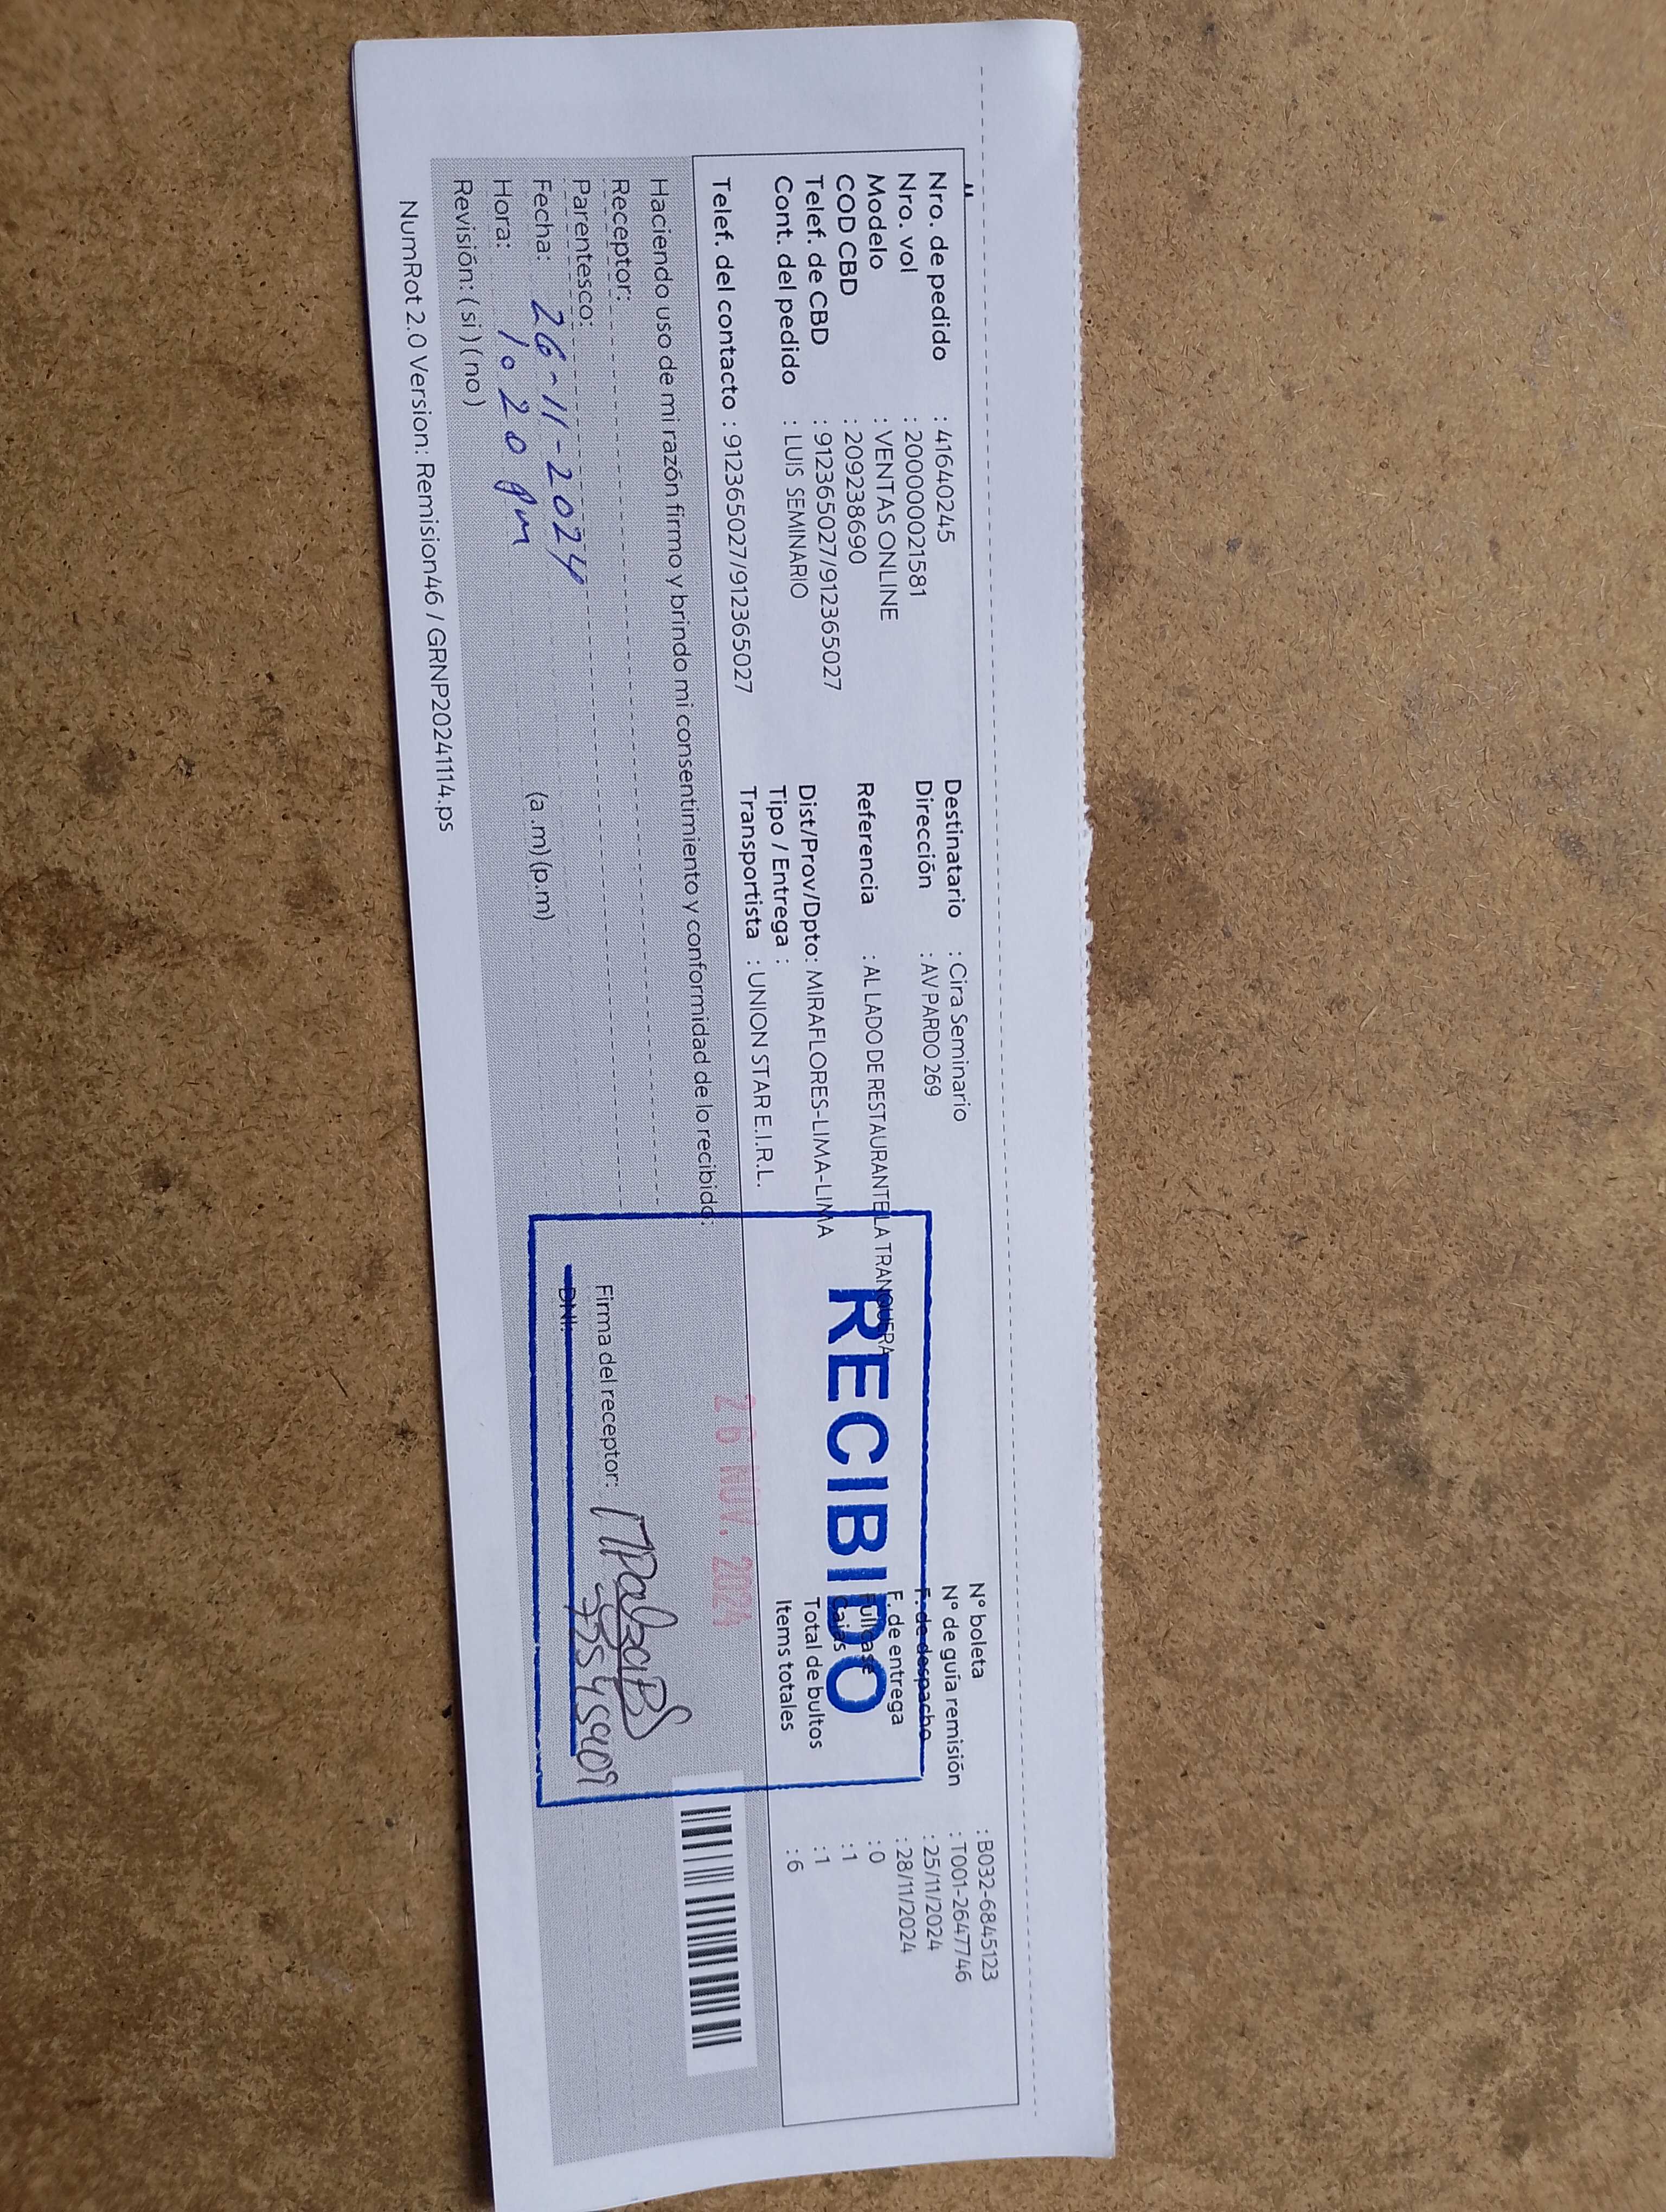 Nro. de pedido : 41640245
Nro. vol : 200000021581
Modelo : VENTAS ONLINE
COD CBD : 209238690
Telef. de CBD : 912365027/912365027
Cont. del pedido : LUIS SEMINARIO
Telef. del contacto : 912365027/912365027
Destinatario : Cira Seminario
Dirección : AV PARDO 269
Referencia : AL LADO DE RESTAURANTE LA TRANQUERA
Dist/Prov/Dpto: MIRAFLORES-LIMA-LIMA
Tipo / Entrega :
Transportista : UNION STAR E.I.R.L.
N° boleta : B032-6845123
N° de guía remisión : T001-2647746
F. de despacho : 25/11/2024
F. de entrega : 28/11/2024
Fullcase : 0
Cajas : 1
Total de bultos : 1
Items totales : 6
RECIBIDO
26 NOV. 2024
Haciendo uso de mi razón firmo y brindo mi consentimiento y conformidad de lo recibido:
Receptor:
Parentesco:
Fecha: 26-11-2024
Hora: 1:20 pm (a.m) (p.m)
Revisión: ( si ) ( no )
Firma del receptor:
DNI:
NumRot 2.0 Version: Remision46 / GRNP20241114.ps